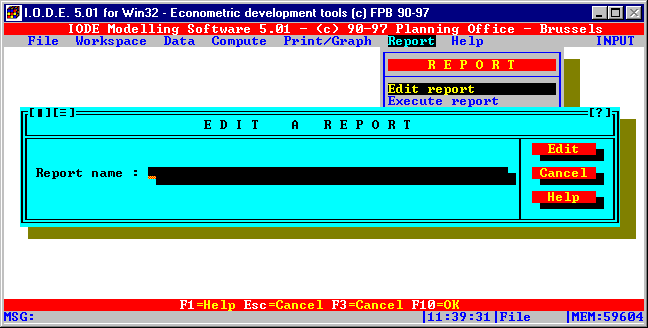 I.O.D.E. 5.01 for Win32 - Econometric development tools (c) FPB 90-97
IODE Modelling Software 5.01 - (c) 90-97 Planning Office - Brussels
File Workspace Data Compute Print/Graph Report Help INPUT
R E P O R T
Edit report
Execute report
[?]
E D I T A R E P O R T
Report name :
Edit
Cancel
Help
F1=Help Esc=Cancel F3=Cancel F10=OK
MSG: |11:39:31|File |MEM:59604